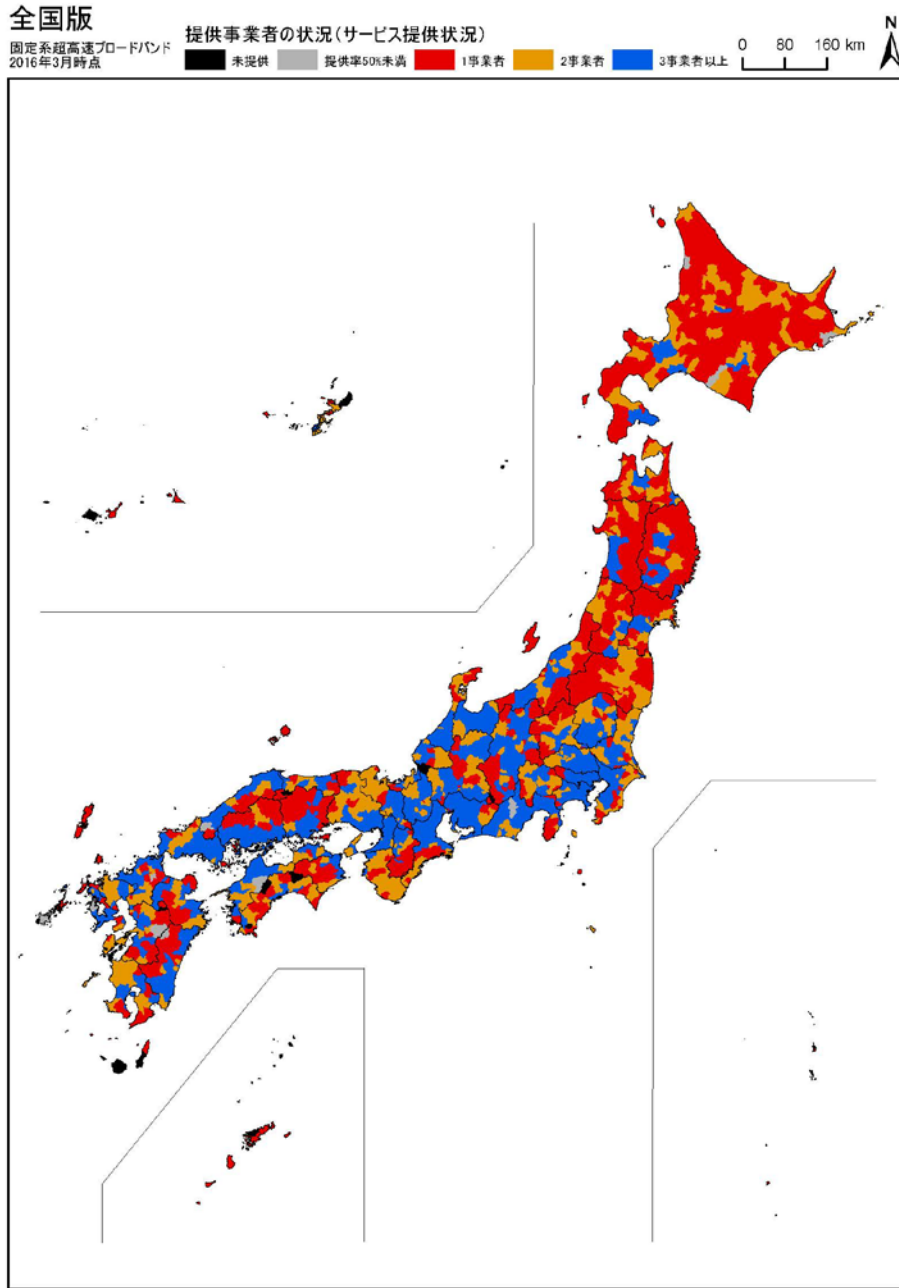 全国版
固定系超高速ブロードバンド
2016年3月時点
提供事業者の状況(サービス提供状況)
未提供 提供率50%未満 1事業者 2事業者 3事業者以上
0 80 160 km
N